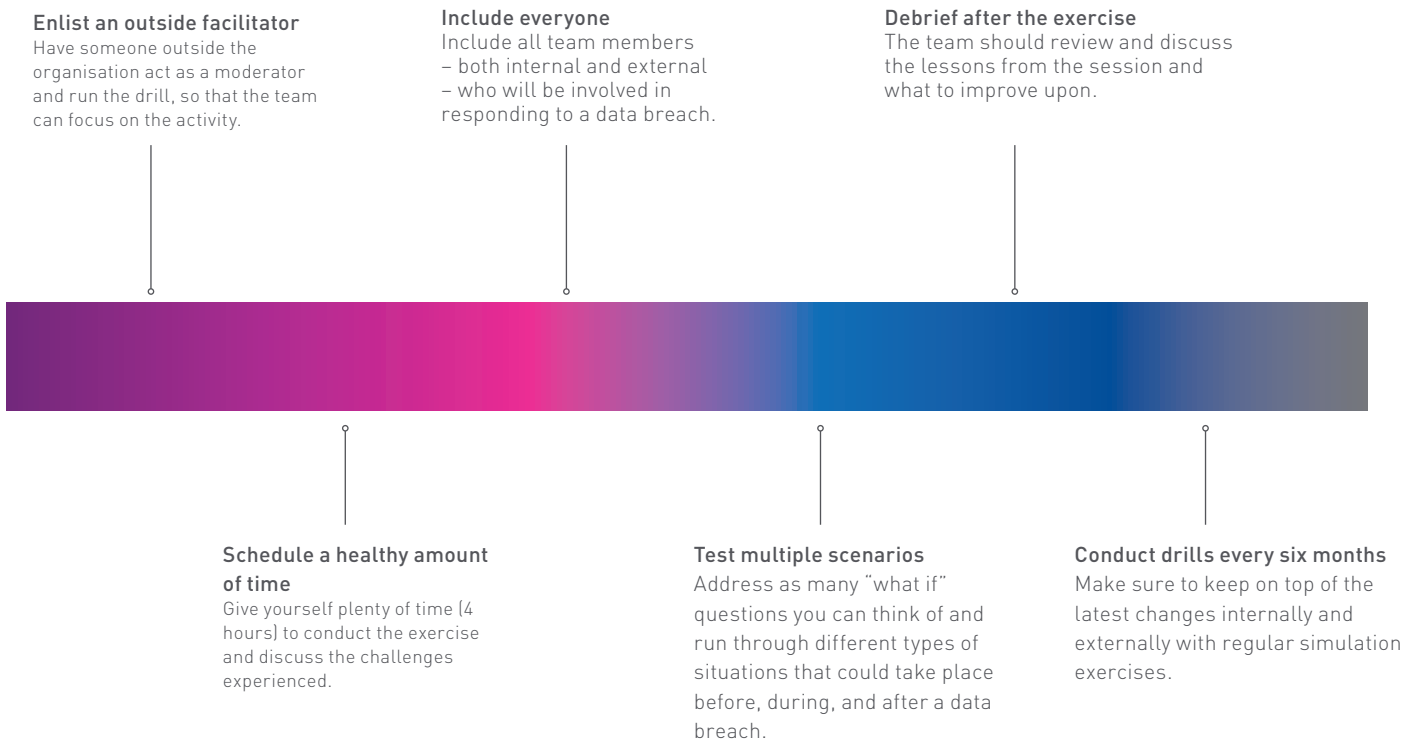 Enlist an outside facilitator
Have someone outside the
organisation act as a moderator
and run the drill, so that the team
can focus on the activity.
Include everyone
Include all team members
– both internal and external
– who will be involved in
responding to a data breach.
Debrief after the exercise
The team should review and discuss
the lessons from the session and
what to improve upon.
Schedule a healthy amount
of time
Give yourself plenty of time (4
hours) to conduct the exercise
and discuss the challenges
experienced.
Test multiple scenarios
Address as many “what if”
questions you can think of and
run through different types of
situations that could take place
before, during, and after a data
breach.
Conduct drills every six months
Make sure to keep on top of the
latest changes internally and
externally with regular simulation
exercises.